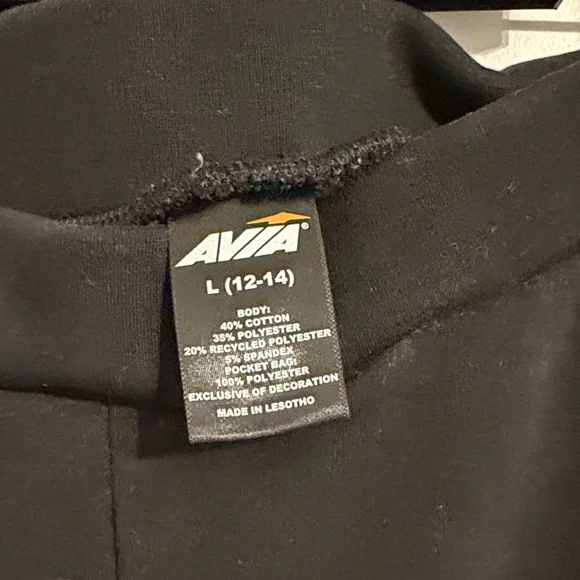 AVIA®
L (12-14)
BODY:
40% COTTON
35% POLYESTER
20% RECYCLED POLYESTER
5% SPANDEX
POCKET BAG:
100% POLYESTER
EXCLUSIVE OF DECORATION
MADE IN LESOTHO